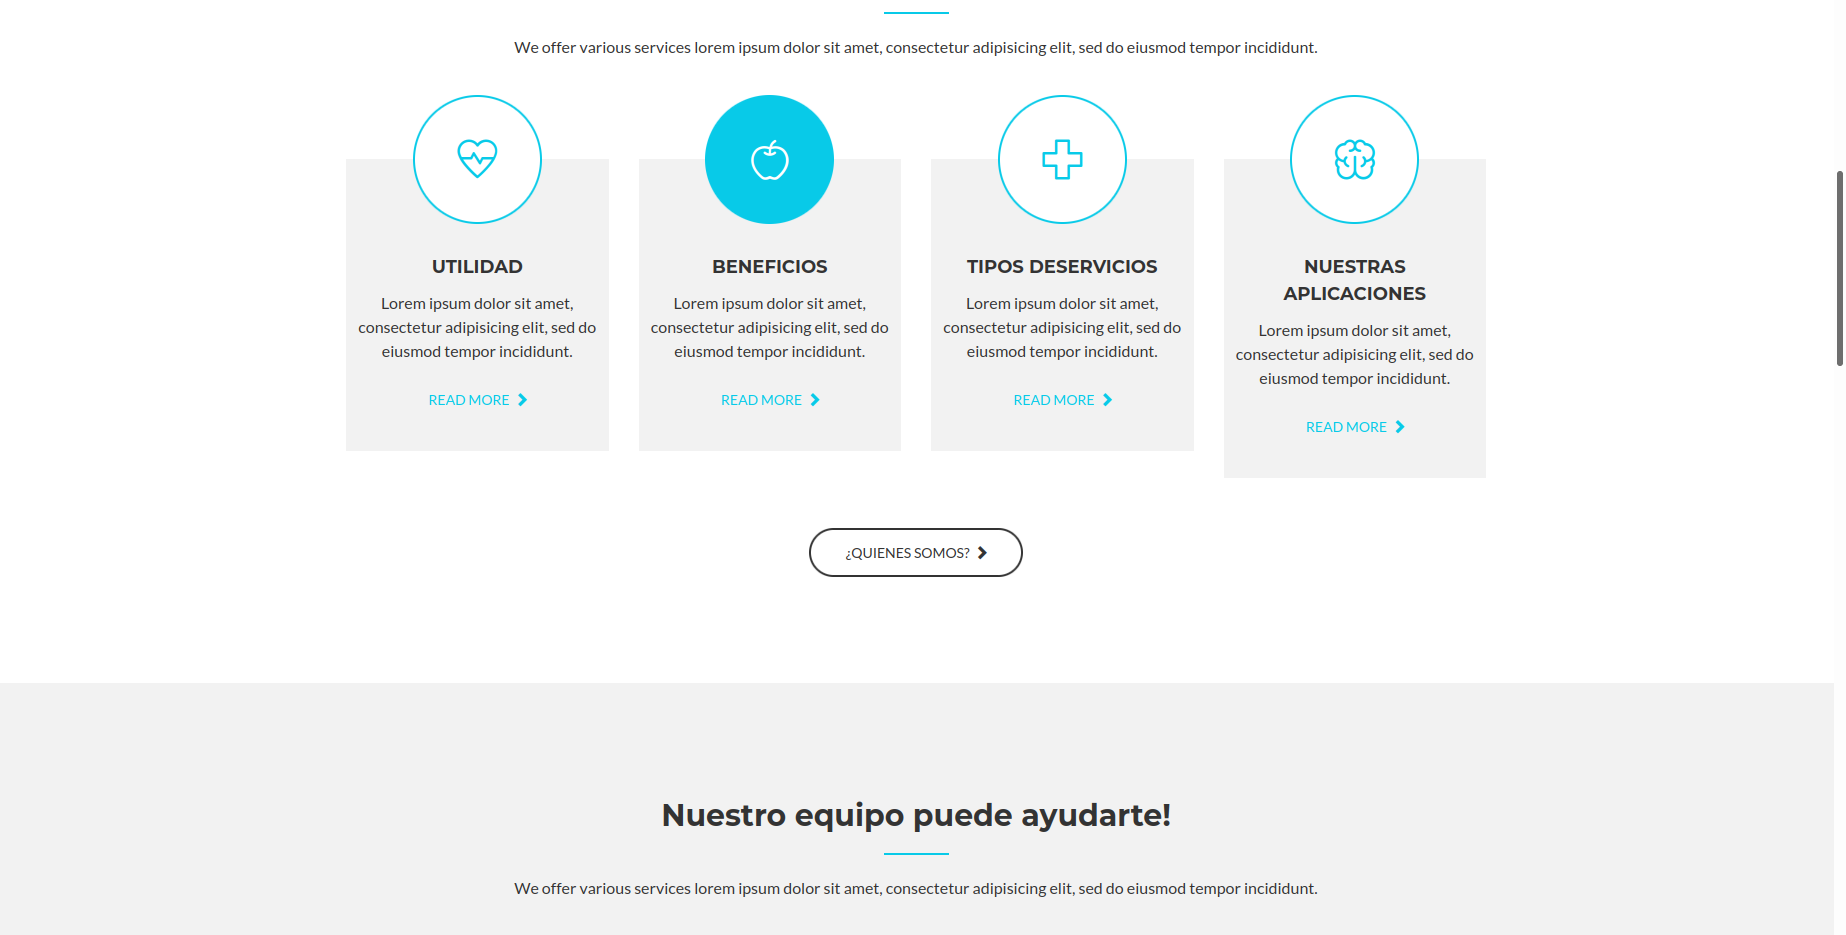 We offer various services lorem ipsum dolor sit amet, consectetur adipisicing elit, sed do eiusmod tempor incididunt.
UTILIDAD
Lorem ipsum dolor sit amet,
consectetur adipisicing elit, sed do
eiusmod tempor incididunt.
READ MORE
BENEFICIOS
Lorem ipsum dolor sit amet,
consectetur adipisicing elit, sed do
eiusmod tempor incididunt.
READ MORE
TIPOS DESERVICIOS
Lorem ipsum dolor sit amet,
consectetur adipisicing elit, sed do
eiusmod tempor incididunt.
READ MORE
NUESTRAS
APLICACIONES
Lorem ipsum dolor sit amet,
consectetur adipisicing elit, sed do
eiusmod tempor incididunt.
READ MORE
¿QUIENES SOMOS?
Nuestro equipo puede ayudarte!
We offer various services lorem ipsum dolor sit amet, consectetur adipisicing elit, sed do eiusmod tempor incididunt.